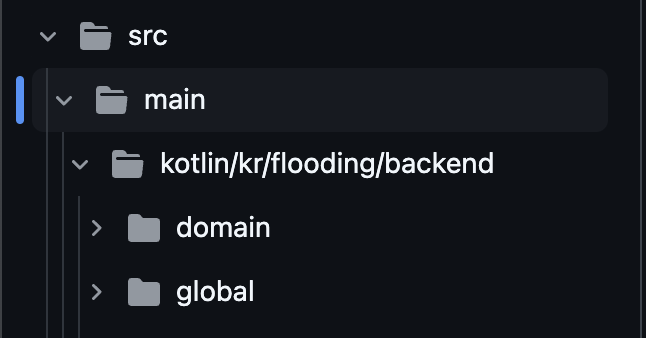 src
main
kotlin/kr/flooding/backend
domain
global